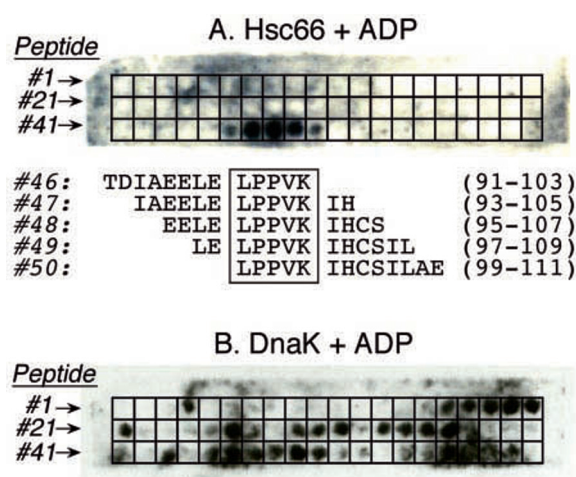 A. Hsc66 + ADP
Peptide
#1→
#21→
#41→
#46: TDIAEELE LPPVK (91-103)
#47: IAEELE LPPVK IH (93-105)
#48: EELE LPPVK IHCS (95-107)
#49: LE LPPVK IHCSIL (97-109)
#50: LPPVK IHCSILAE (99-111)
B. DnaK + ADP
Peptide
#1→
#21→
#41→